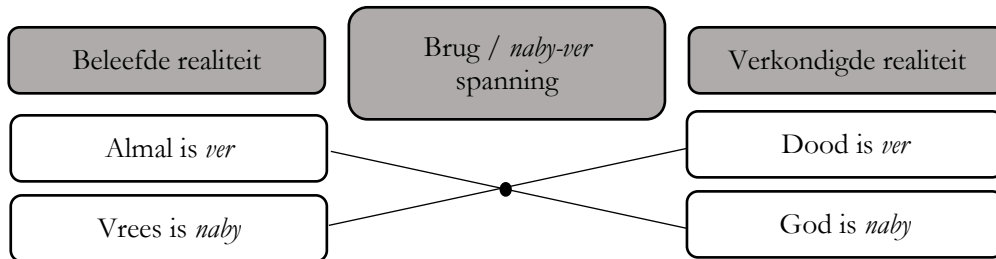 Beleefde realiteit
Brug / naby-ver
spanning
Verkondigde realiteit
Almal is ver
Dood is ver
Vrees is naby
God is naby